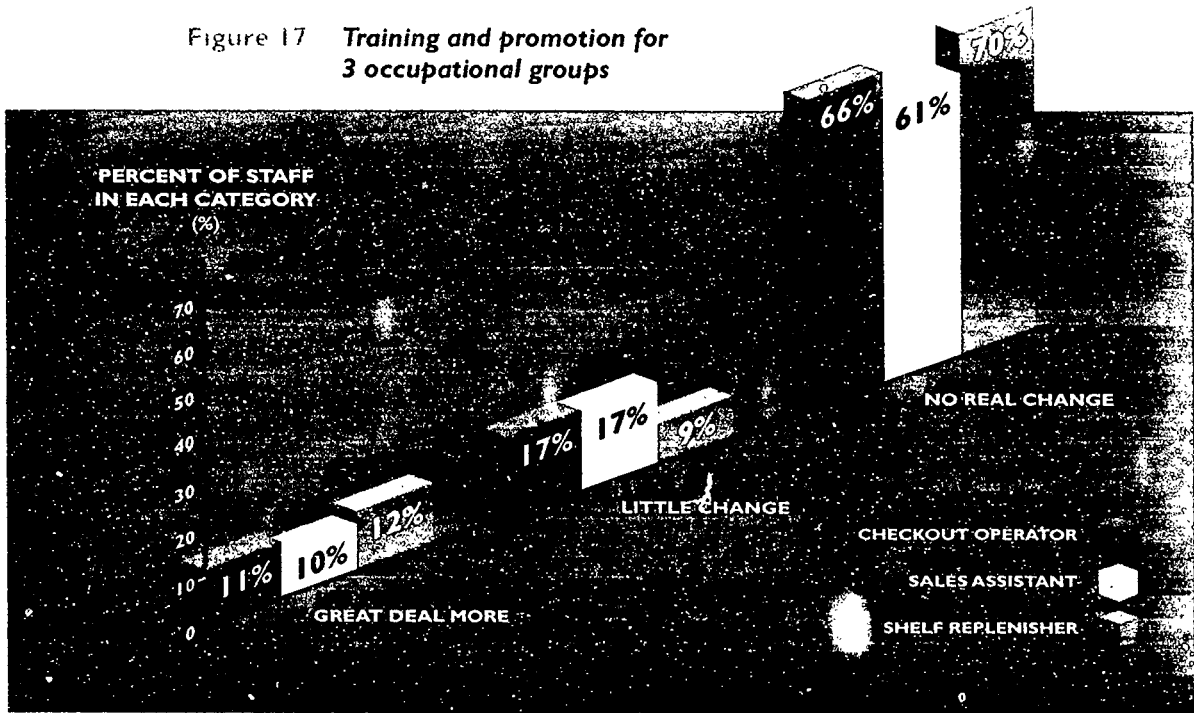 Figure 17 Training and promotion for
3 occupational groups
PERCENT OF STAFF
IN EACH CATEGORY
(%)
70
60
50
40
30
20
10
0
11%
10%
12%
GREAT DEAL MORE
17%
17%
9%
LITTLE CHANGE
66%
61%
70%
NO REAL CHANGE
CHECKOUT OPERATOR
SALES ASSISTANT
SHELF REPLENISHER